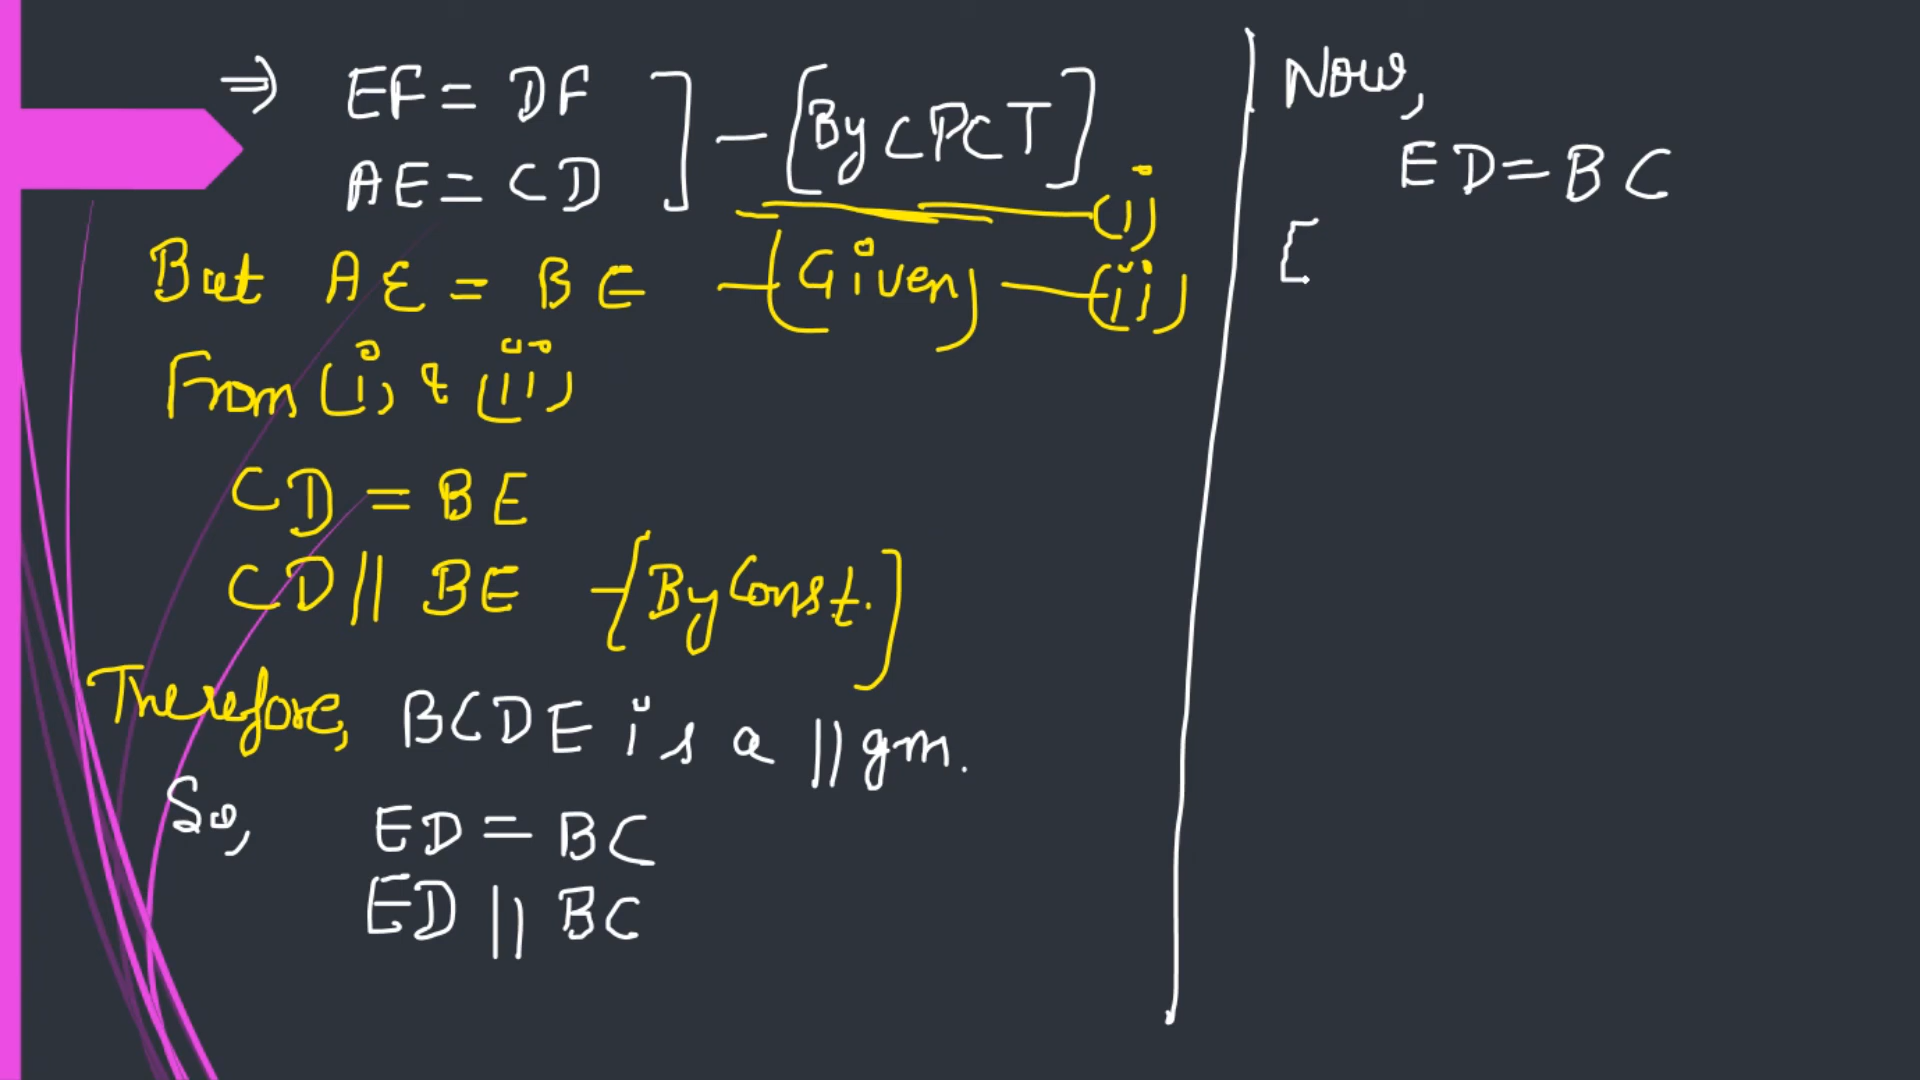 ⇒ EF = DF
AE = CD ] - [By CPCT] (i)
But AE = BE - [Given] - (ii)
From (i) & (ii)
CD = BE
CD || BE - [By Const.]
Therefore, BCDE is a ||gm.
So, ED = BC
ED || BC
Now,
ED = BC
[